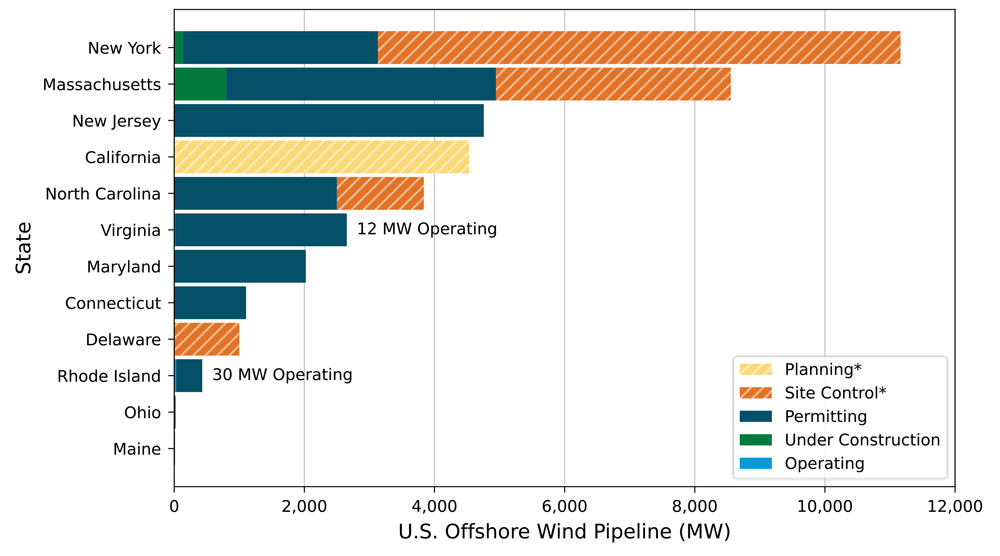 New York
Massachusetts
New Jersey
California
North Carolina
Virginia
12 MW Operating
Maryland
Connecticut
Delaware
Rhode Island
30 MW Operating
Ohio
Maine
State
Planning*
Site Control*
Permitting
Under Construction
Operating
0
2,000
4,000
6,000
8,000
10,000
12,000
U.S. Offshore Wind Pipeline (MW)